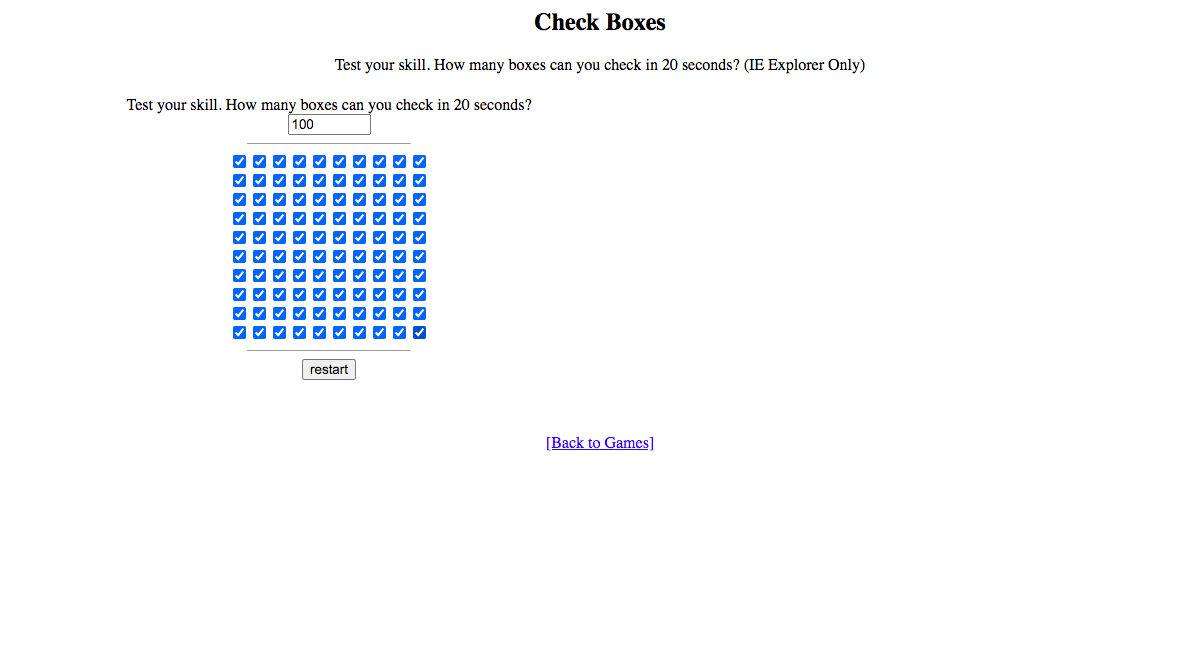 Check Boxes
Test your skill. How many boxes can you check in 20 seconds? (IE Explorer Only)
Test your skill. How many boxes can you check in 20 seconds?
100
restart
[Back to Games]